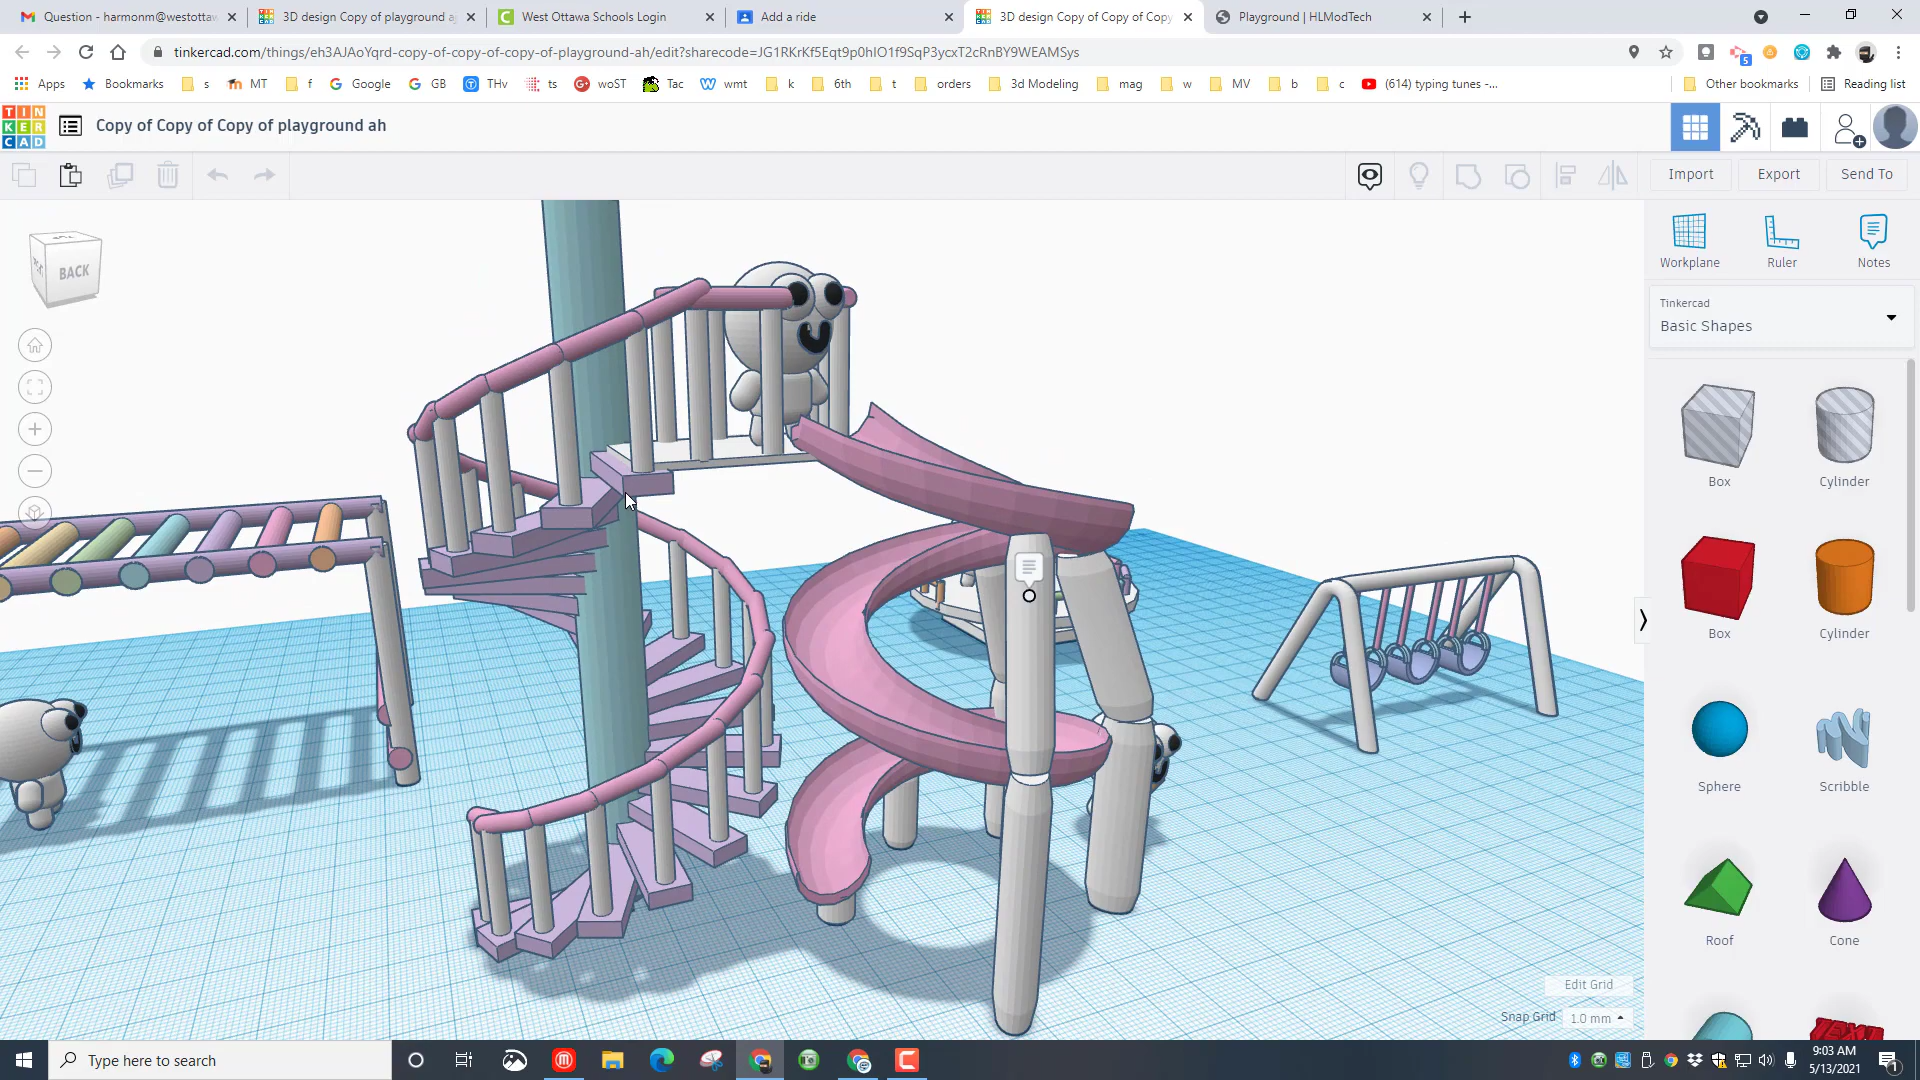 Question - harmonm@westottaw
3D design Copy of playground a
West Ottawa Schools Login
Add a ride
3D design Copy of Copy of Copy
Playground | HLModTech
tinkercad.com/things/eh3AJAoYqrd-copy-of-copy-of-copy-of-playground-ah/edit?sharecode=JG1RKrKf5Eqt9p0hIO1f9SqP3ycxT2cRnBY9WEAMSys
5
Apps
Bookmarks
s
MT
f
Google
GB
THv
ts
woST
Tac
wmt
k
6th
t
orders
3d Modeling
mag
w
MV
b
c
(614) typing tunes -...
Other bookmarks
Reading list
TIN
KER
CAD
Copy of Copy of Copy of playground ah
Import
Export
Send To
BACK
Workplane
Ruler
Notes
Tinkercad
Basic Shapes
Box
Cylinder
Box
Cylinder
Sphere
Scribble
Roof
Cone
TEXT
Edit Grid
Snap Grid
1.0 mm
Type here to search
9:03 AM
5/13/2021
1